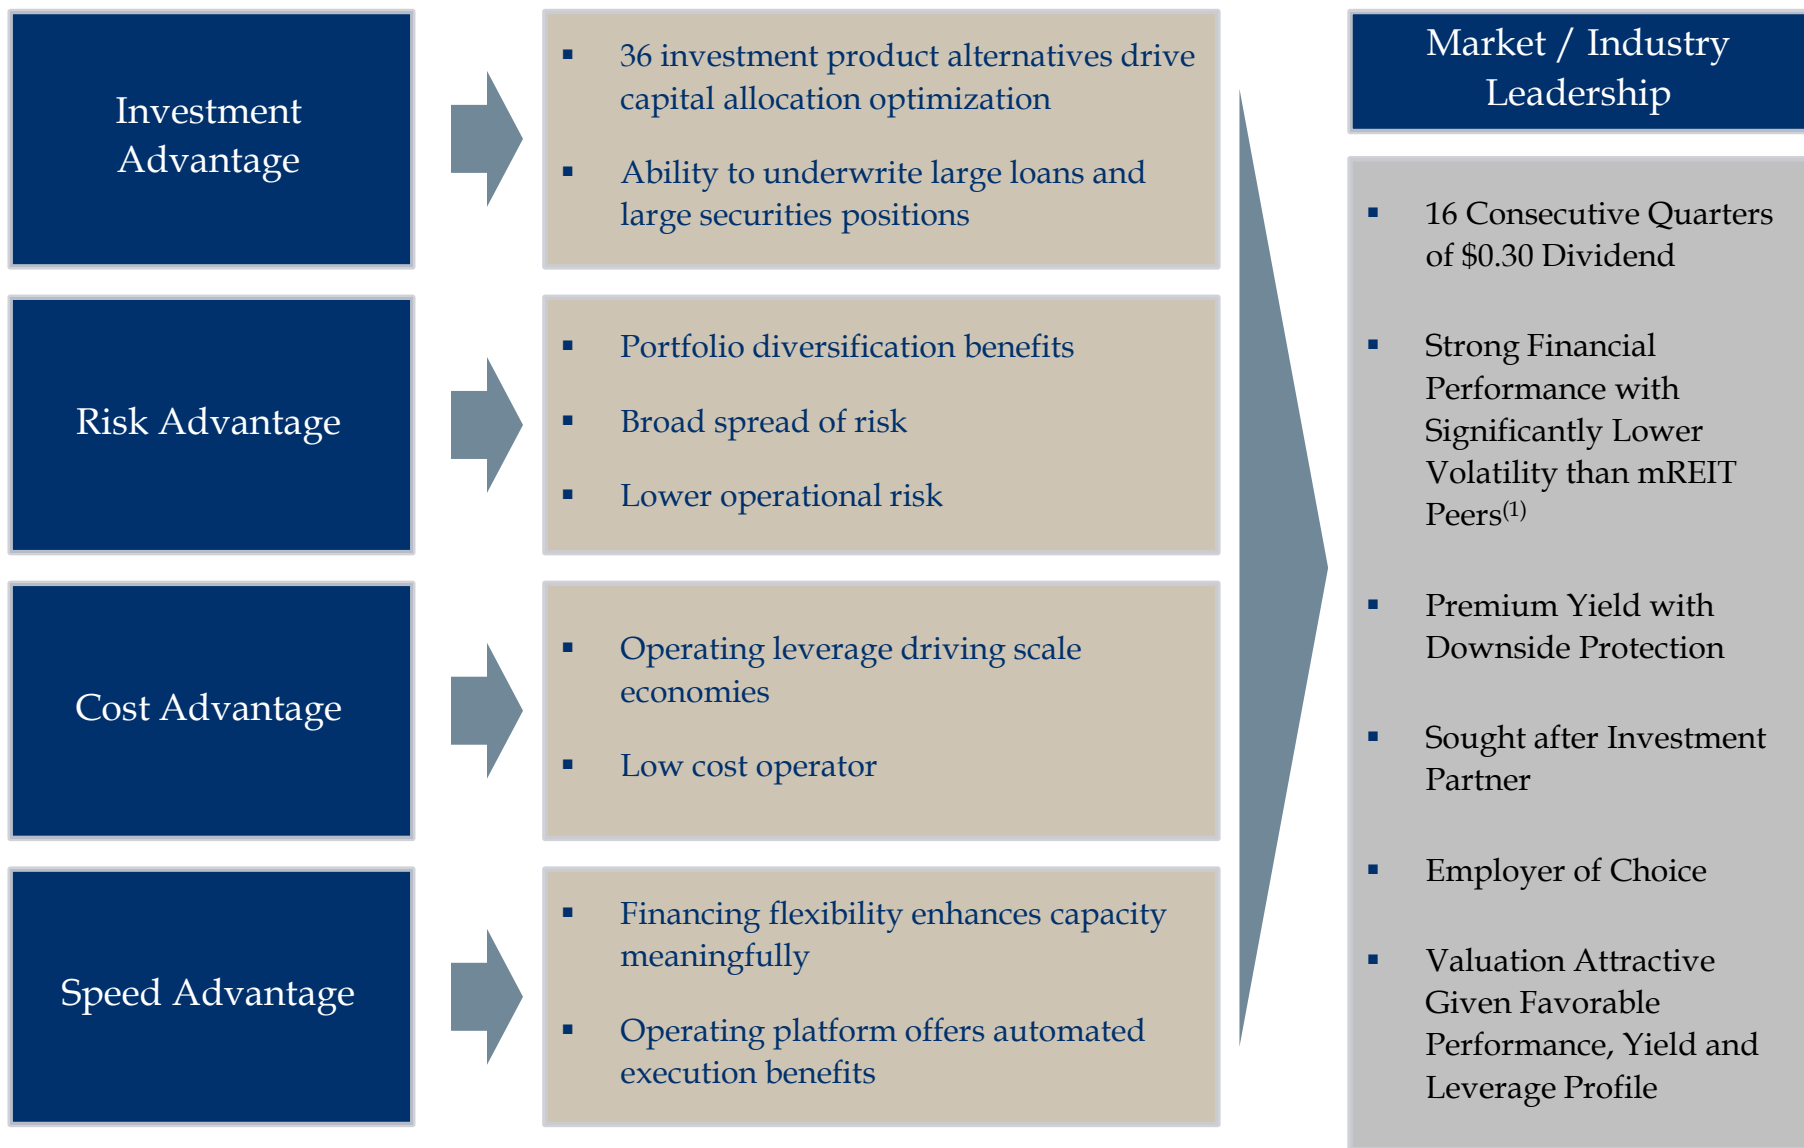 Investment
Advantage
▪ 36 investment product alternatives drive
capital allocation optimization
▪ Ability to underwrite large loans and
large securities positions
Risk Advantage
▪ Portfolio diversification benefits
▪ Broad spread of risk
▪ Lower operational risk
Cost Advantage
▪ Operating leverage driving scale
economies
▪ Low cost operator
Speed Advantage
▪ Financing flexibility enhances capacity
meaningfully
▪ Operating platform offers automated
execution benefits
Market / Industry
Leadership
▪ 16 Consecutive Quarters
of $0.30 Dividend
▪ Strong Financial
Performance with
Significantly Lower
Volatility than mREIT
Peers(1)
▪ Premium Yield with
Downside Protection
▪ Sought after Investment
Partner
▪ Employer of Choice
▪ Valuation Attractive
Given Favorable
Performance, Yield and
Leverage Profile